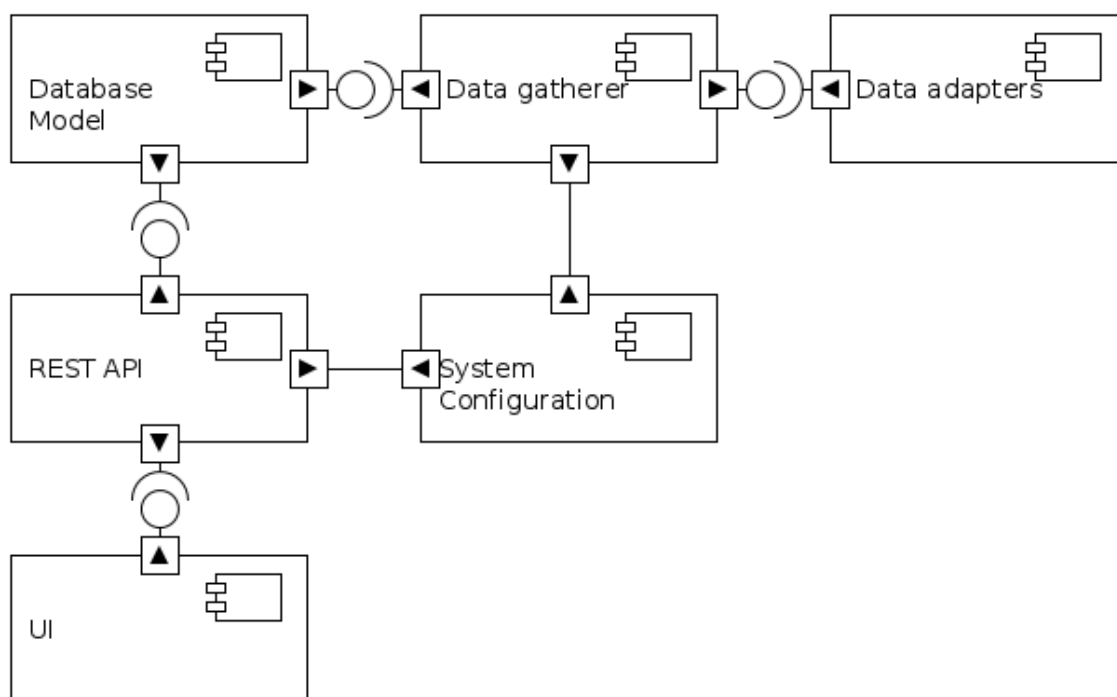 Database
Model
Data gatherer
Data adapters
REST API
System
Configuration
UI